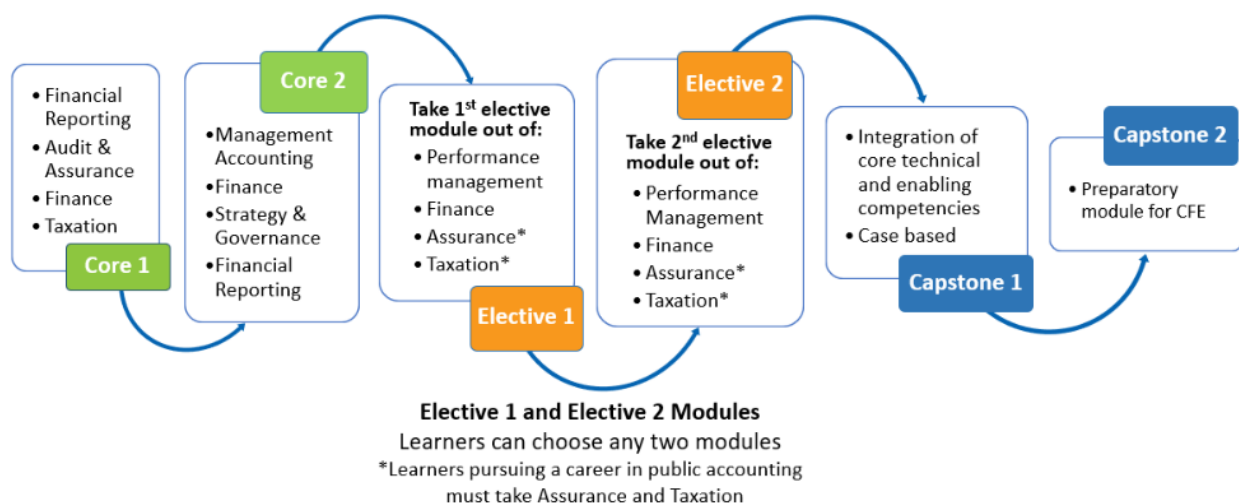 • Financial
Reporting
• Audit &
Assurance
• Finance
• Taxation
Core 1
Core 2
•Management
Accounting
•Finance
•Strategy &
Governance
•Financial
Reporting
Take 1st elective
module out of:
• Performance
management
• Finance
• Assurance*
• Taxation*
Elective 1
Elective 2
Take 2nd elective
module out of:
• Performance
Management
• Finance
• Assurance*
• Taxation*
• Integration of
core technical
and enabling
competencies
• Case based
Capstone 1
Capstone 2
• Preparatory
module for CFE
Elective 1 and Elective 2 Modules
Learners can choose any two modules
*Learners pursuing a career in public accounting
must take Assurance and Taxation